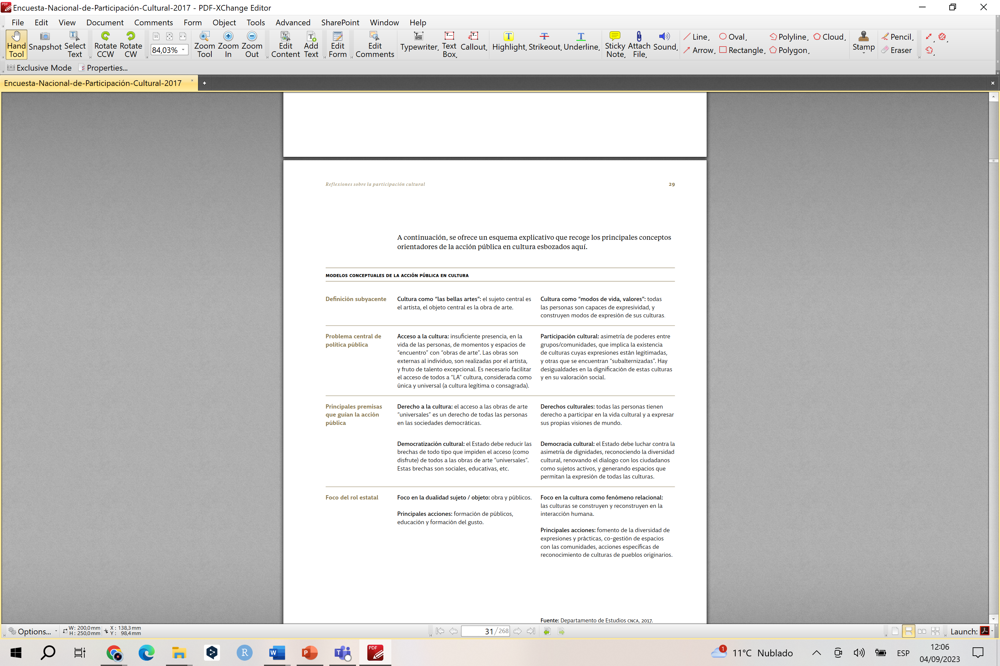 Encuesta-Nacional-de-Participación-Cultural-2017 - PDF-XChange Editor
File Edit View Document Comments Form Object Tools Advanced SharePoint Window Help
Hand Tool
Snapshot
Select Text
Rotate CCW
Rotate CW
84,03%
Zoom Tool
Zoom In
Zoom Out
Edit Content
Add Text
Edit Form
Edit Comments
Typewriter
Text Box
Callout
Highlight
Strikeout
Underline
Sticky Note
Attach File
Sound
Line
Arrow
Oval
Rectangle
Polyline
Polygon
Cloud
Stamp
Pencil
Eraser
Exclusive Mode Properties...
Encuesta-Nacional-de-Participación-Cultural-2017
Reflexiones sobre la participación cultural 29
A continuación, se ofrece un esquema explicativo que recoge los principales conceptos
orientadores de la acción pública en cultura esbozados aquí.
MODELOS CONCEPTUALES DE LA ACCIÓN PÚBLICA EN CULTURA
Definición subyacente
Cultura como “las bellas artes”: el sujeto central es
el artista, el objeto central es la obra de arte.
Cultura como “modos de vida, valores”: todas
las personas son capaces de expresividad, y
construyen modos de expresión de sus culturas.
Problema central de
política pública
Acceso a la cultura: insuficiente presencia, en la
vida de las personas, de momentos y espacios de
“encuentro” con “obras de arte”. Las obras son
externas al individuo, son realizadas por el artista,
y fruto de talento excepcional. Es necesario facilitar
el acceso de todos a “LA” cultura, considerada como
única y universal (a cultura legítima o consagrada).
Participación cultural: asimetría de poderes entre
grupos/comunidades, que implica la existencia
de culturas cuyas expresiones están legitimadas,
y otras que se encuentran “subalternizadas”. Hay
desigualdades en la dignificación de estas culturas
y en su valoración social.
Principales premisas
que guían la acción
pública
Derecho a la cultura: el acceso a las obras de arte
“universales” es un derecho de todas las personas
en las sociedades democráticas.
Derechos culturales: todas las personas tienen
derecho a participar en la vida cultural y a expresar
sus propias visiones de mundo.
Democratización cultural: el Estado debe reducir las
brechas de todo tipo que impiden el acceso (como
disfrute) de todos a las obras de arte “universales”.
Estas brechas son sociales, educativas, etc.
Democracia cultural: el Estado debe luchar contra la
asimetría de dignidades, reconociendo la diversidad
cultural, renovando el dialogo con los ciudadanos
como sujetos activos, y generando espacios que
permitan la expresión de todas las culturas.
Foco del rol estatal
Foco en la dualidad sujeto / objeto: obra y públicos.
Principales acciones: formación de públicos,
educación y formación del gusto.
Foco en la cultura como fenómeno relacional:
las culturas se construyen y reconstruyen en la
interacción humana.
Principales acciones: fomento de la diversidad de
expresiones y prácticas, co-gestión de espacios
con las comunidades, acciones específicas de
reconocimiento de culturas de pueblos originarios.
Fuente: Departamento de Estudios CNCA, 2017.
Options...
W: 200,0 mm
H: 250,0 mm
X: 138,3 mm
Y: 98,4 mm
31 / 268
Launch:
1
11°C Nublado
ESP
12:06
04/09/2023